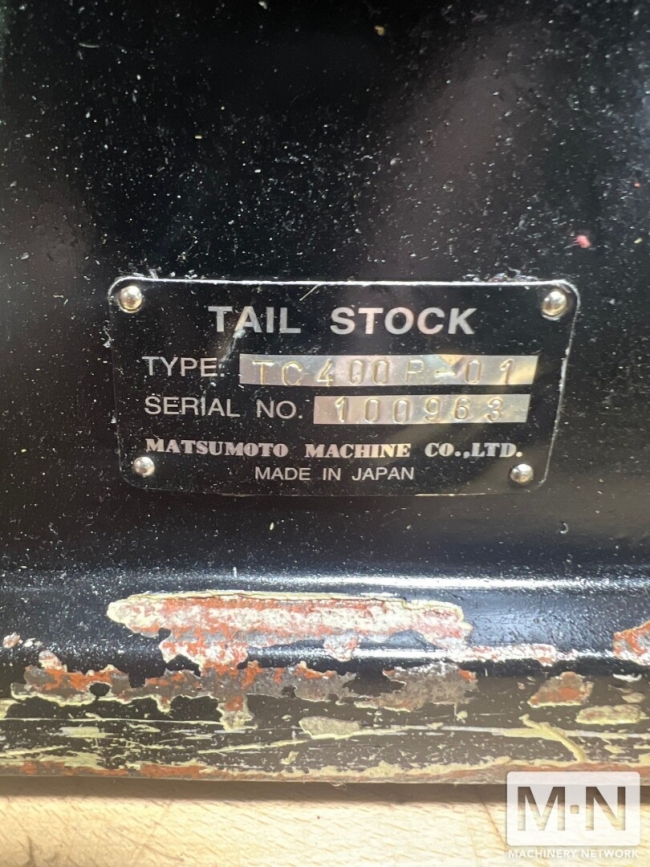 TAIL STOCK
TYPE. TC400P-01
SERIAL NO. 100963
MATSUMOTO MACHINE CO.,LTD.
MADE IN JAPAN
M·N
MACHINERY NETWORK